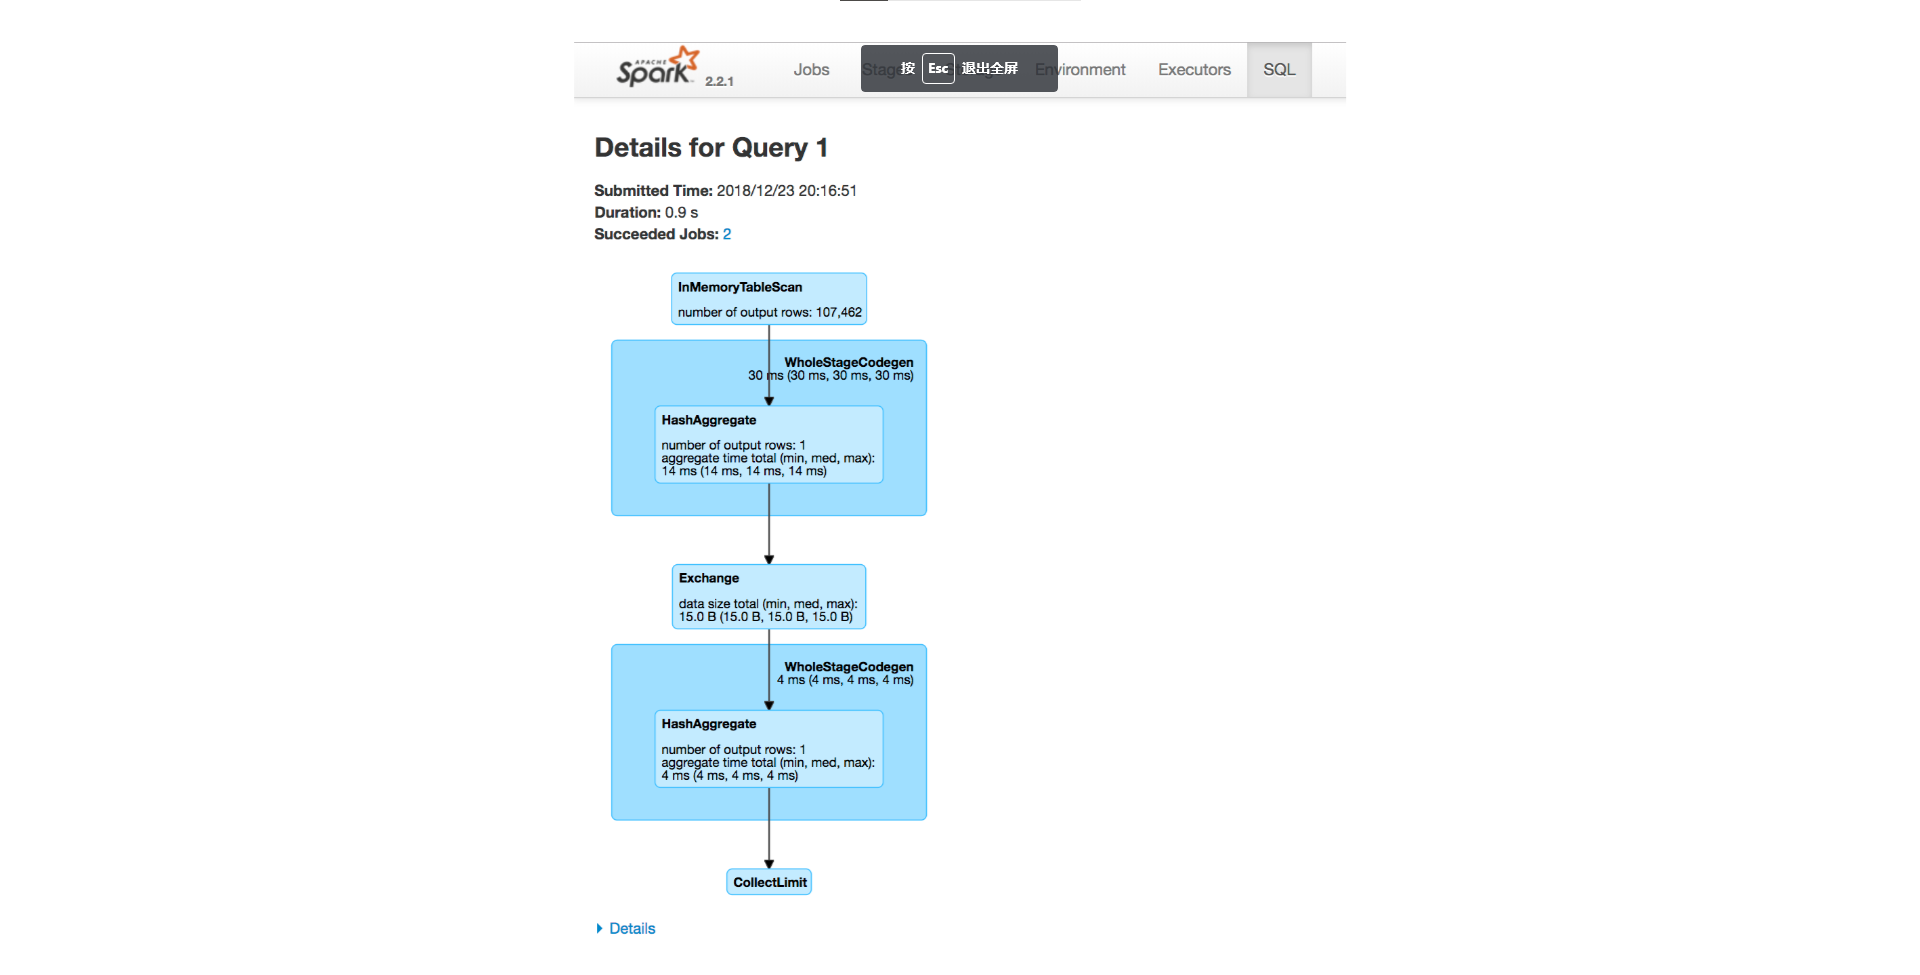 APACHE
Spark 2.2.1 Jobs Environment Executors SQL
按 Esc 退出全屏
Details for Query 1
Submitted Time: 2018/12/23 20:16:51
Duration: 0.9 s
Succeeded Jobs: 2
InMemoryTableScan
number of output rows: 107,462
WholeStageCodegen
30 ms (30 ms, 30 ms, 30 ms)
HashAggregate
number of output rows: 1
aggregate time total (min, med, max):
14 ms (14 ms, 14 ms, 14 ms)
Exchange
data size total (min, med, max):
15.0 B (15.0 B, 15.0 B, 15.0 B)
WholeStageCodegen
4 ms (4 ms, 4 ms, 4 ms)
HashAggregate
number of output rows: 1
aggregate time total (min, med, max):
4 ms (4 ms, 4 ms, 4 ms)
CollectLimit
Details